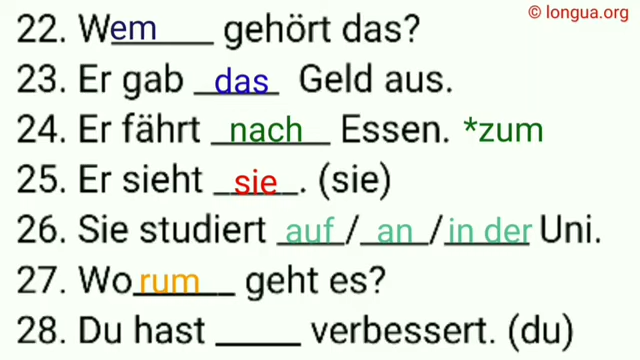 © longua.org
22. Wem gehört das?
23. Er gab das Geld aus.
24. Er fährt nach Essen. *zum
25. Er sieht sie. (sie)
26. Sie studiert auf/an/in der Uni.
27. Worum geht es?
28. Du hast _____ verbessert. (du)